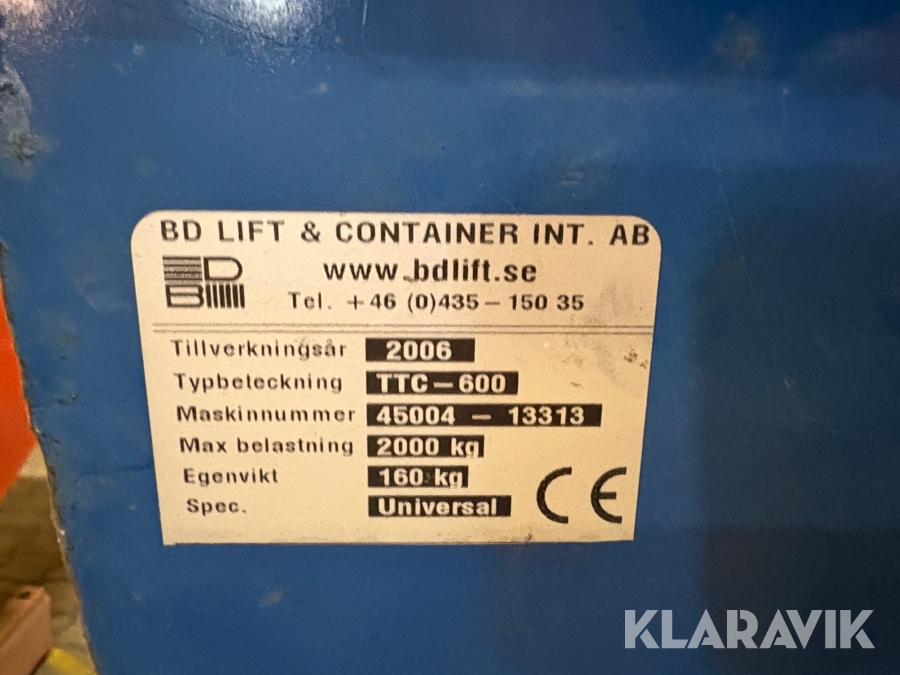 BD LIFT & CONTAINER INT. AB
BD
www.bdlift.se
Tel. +46 (0)435-150 35
Tillverkningsår 2006
Typbeteckning TTC-600
Maskinnummer 45004 - 13313
Max belastning 2000 kg
Egenvikt 160 kg
Spec. Universal
CE
KLARAVIK